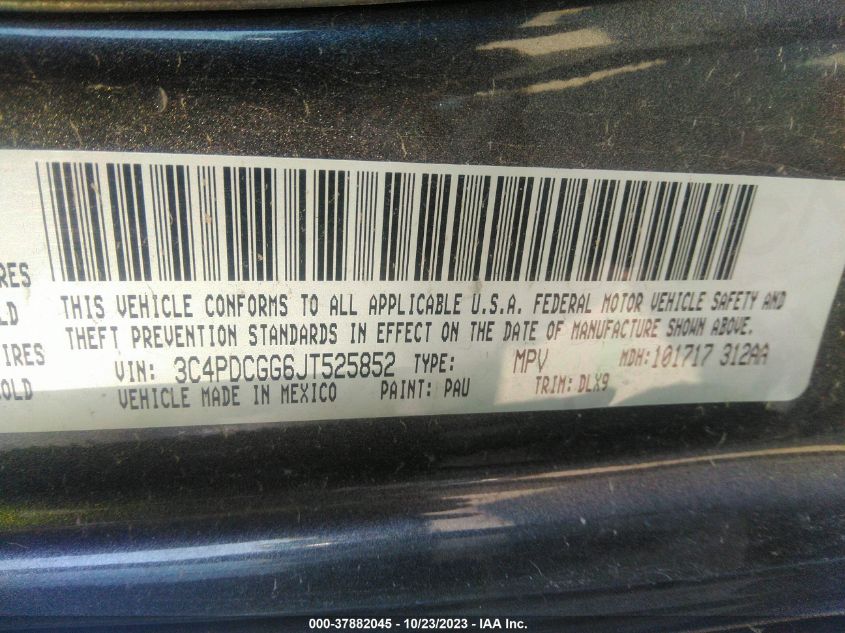 IRES
LD
THIS VEHICLE CONFORMS TO ALL APPLICABLE U.S.A. FEDERAL MOTOR VEHICLE SAFETY AND
THEFT PREVENTION STANDARDS IN EFFECT ON THE DATE OF MANUFACTURE SHOWN ABOVE.
IRES
VIN: 3C4PDCGG6JT525852 TYPE: MPV MDH:101717 312AA
OLD
VEHICLE MADE IN MEXICO PAINT: PAU TRIM: DLX9
000-37882045 - 10/23/2023 - IAA Inc.